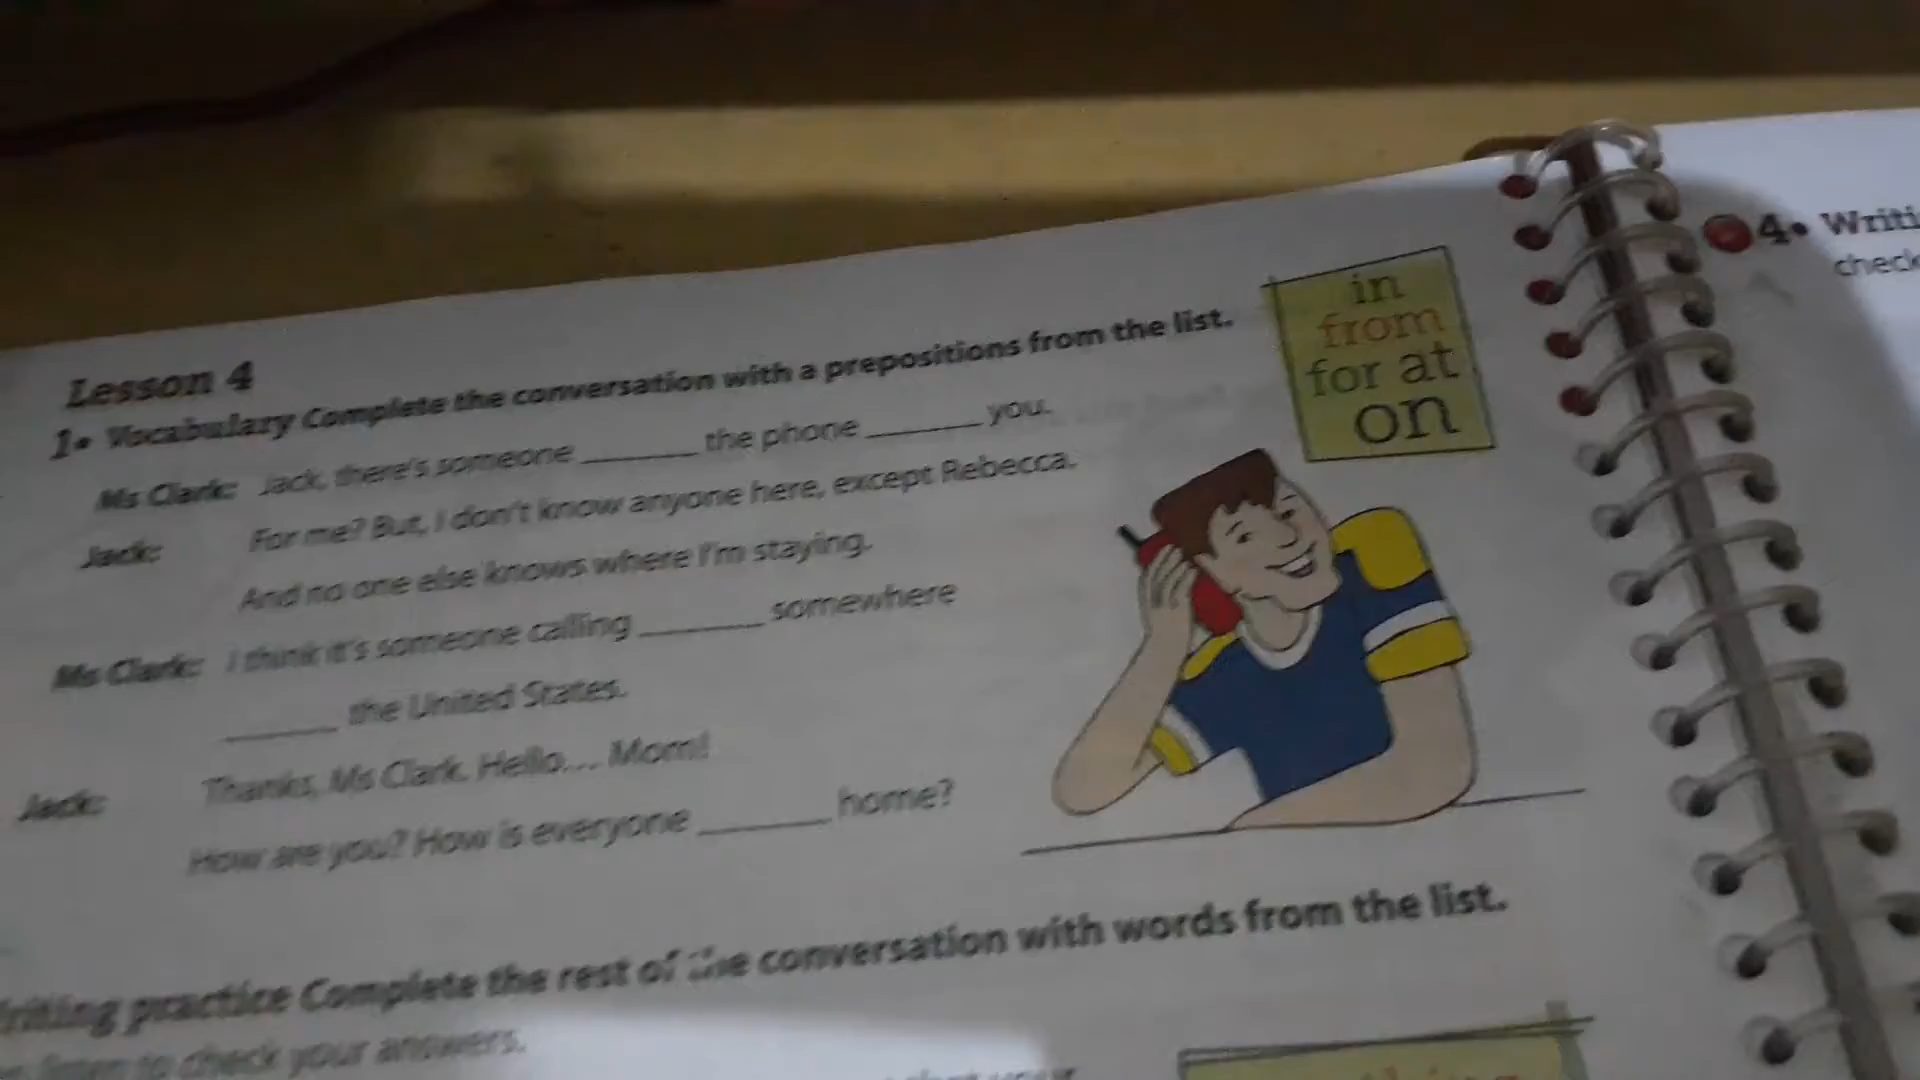 Lesson 4
1• Vocabulary Complete the conversation with a prepositions from the list.
in
from
for at
on
Ms Clark: Jack, there's someone ______ the phone ______ you.
Jack: For me? But, I don't know anyone here, except Rebecca.
And no one else knows where I'm staying.
Ms Clark: I think it's someone calling ______ somewhere
______ the United States.
Jack: Thanks, Ms Clark. Hello... Mom!
How are you? How is everyone ______ home?
practice Complete the rest of the conversation with words from the list.
listen to check your answers.
your
4•
check